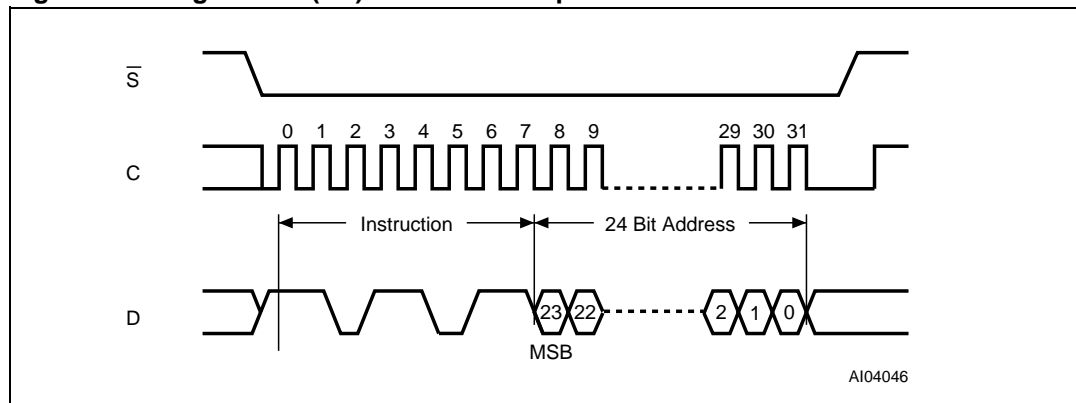 S̅
0 1 2 3 4 5 6 7 8 9 29 30 31
C
Instruction 24 Bit Address
D
23 22 2 1 0
MSB
AI04046